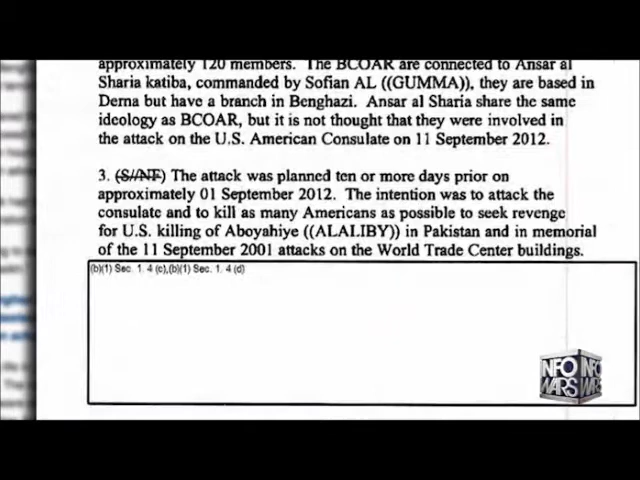 approximately 120 members. The BCOAR are connected to Ansar al
Sharia katiba, commanded by Sofian AL ((GUMMA)), they are based in
Derna but have a branch in Benghazi. Ansar al Sharia share the same
ideology as BCOAR, but it is not thought that they were involved in
the attack on the U.S. American Consulate on 11 September 2012.
3. (S//NF) The attack was planned ten or more days prior on
approximately 01 September 2012. The intention was to attack the
consulate and to kill as many Americans as possible to seek revenge
for U.S. killing of Aboyahiye ((ALALIBY)) in Pakistan and in memorial
of the 11 September 2001 attacks on the World Trade Center buildings.
(b)(1) Sec. 1. 4 (c),(b)(1) Sec. 1. 4 (d)
INFO INFO
WARS WARS